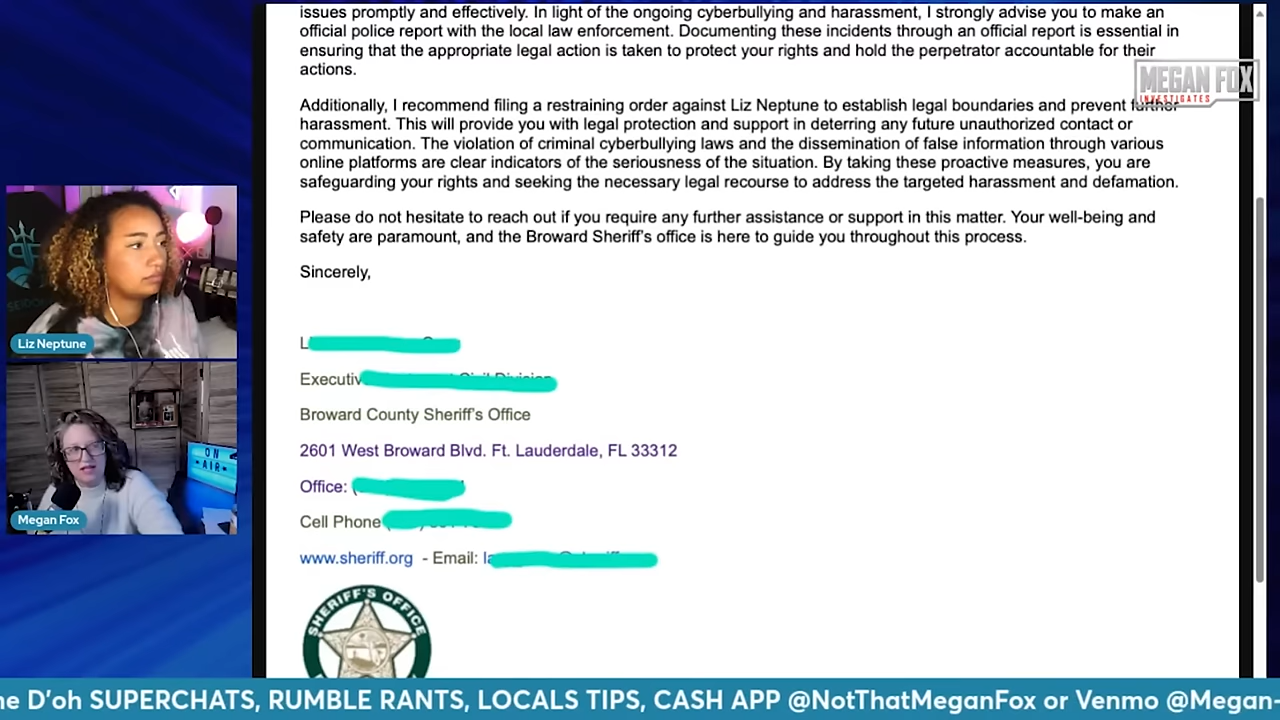 issues promptly and effectively. In light of the ongoing cyberbullying and harassment, I strongly advise you to make an
official police report with the local law enforcement. Documenting these incidents through an official report is essential in
ensuring that the appropriate legal action is taken to protect your rights and hold the perpetrator accountable for their
actions.
MEGAN FOX
INVESTIGATES
Additionally, I recommend filing a restraining order against Liz Neptune to establish legal boundaries and prevent further
harassment. This will provide you with legal protection and support in deterring any future unauthorized contact or
communication. The violation of criminal cyberbullying laws and the dissemination of false information through various
online platforms are clear indicators of the seriousness of the situation. By taking these proactive measures, you are
safeguarding your rights and seeking the necessary legal recourse to address the targeted harassment and defamation.
Please do not hesitate to reach out if you require any further assistance or support in this matter. Your well-being and
safety are paramount, and the Broward Sheriff's office is here to guide you throughout this process.
Sincerely,
Civil Division
Broward County Sheriff's Office
2601 West Broward Blvd. Ft. Lauderdale, FL 33312
Office: (
Cell Phone
www.sheriff.org - Email:
SHERIFF'S OFFICE
Liz Neptune
ON
AIR
Megan Fox
D'oh SUPERCHATS, RUMBLE RANTS, LOCALS TIPS, CASH APP @NotThatMeganFox or Venmo @Megan-